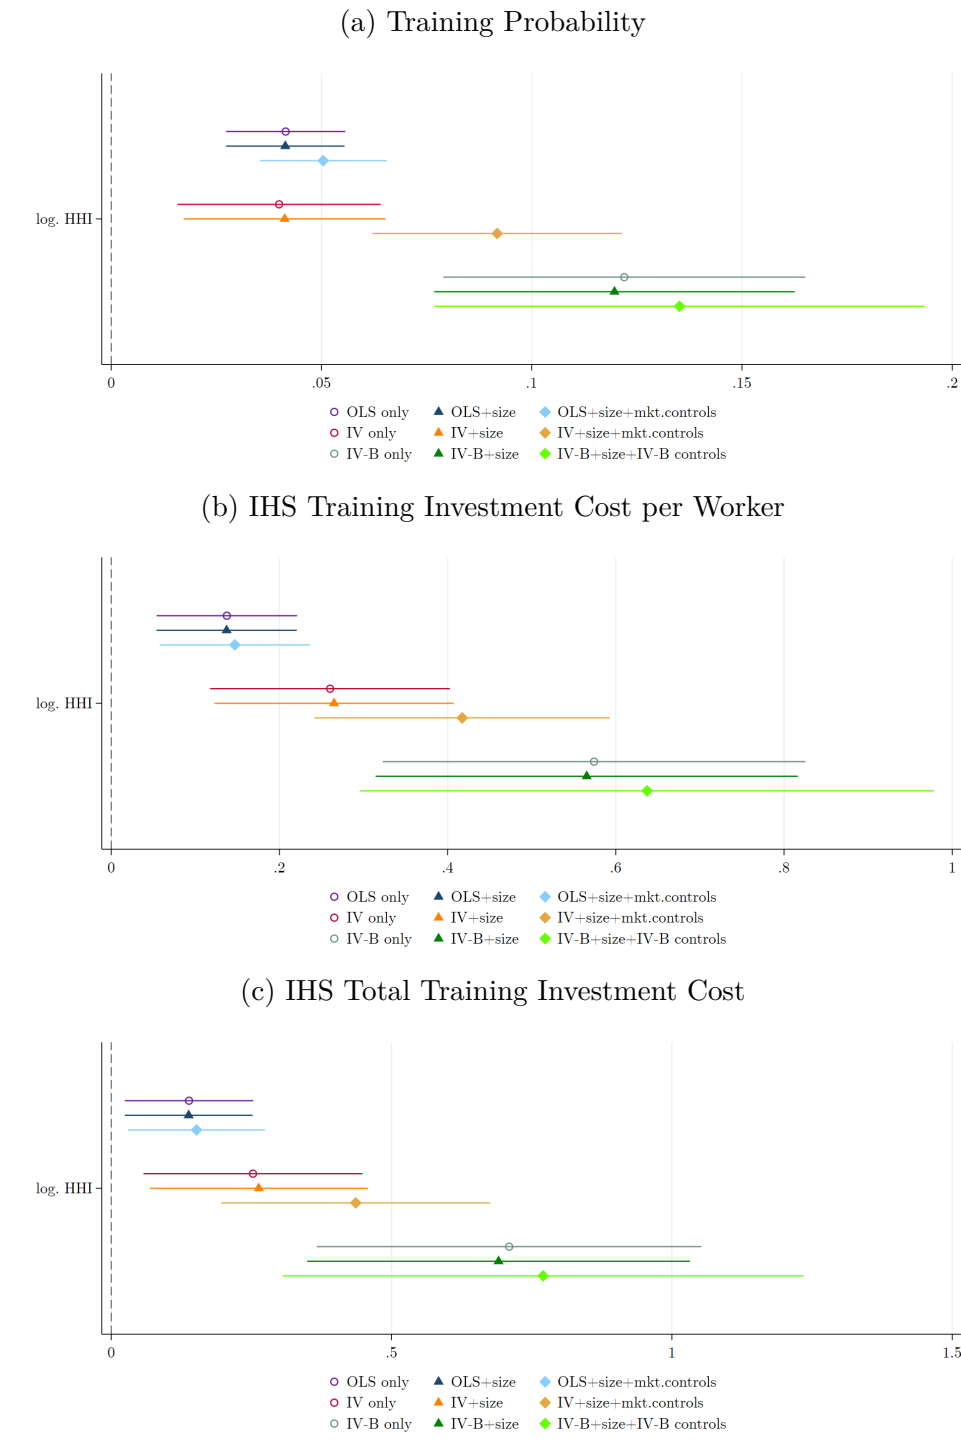 (a) Training Probability
log. HHI
0 .05 .1 .15 .2
OLS only OLS+size OLS+size+mkt.controls
IV only IV+size IV+size+mkt.controls
IV-B only IV-B+size IV-B+size+IV-B controls
(b) IHS Training Investment Cost per Worker
log. HHI
0 .2 .4 .6 .8 1
OLS only OLS+size OLS+size+mkt.controls
IV only IV+size IV+size+mkt.controls
IV-B only IV-B+size IV-B+size+IV-B controls
(c) IHS Total Training Investment Cost
log. HHI
0 .5 1 1.5
OLS only OLS+size OLS+size+mkt.controls
IV only IV+size IV+size+mkt.controls
IV-B only IV-B+size IV-B+size+IV-B controls